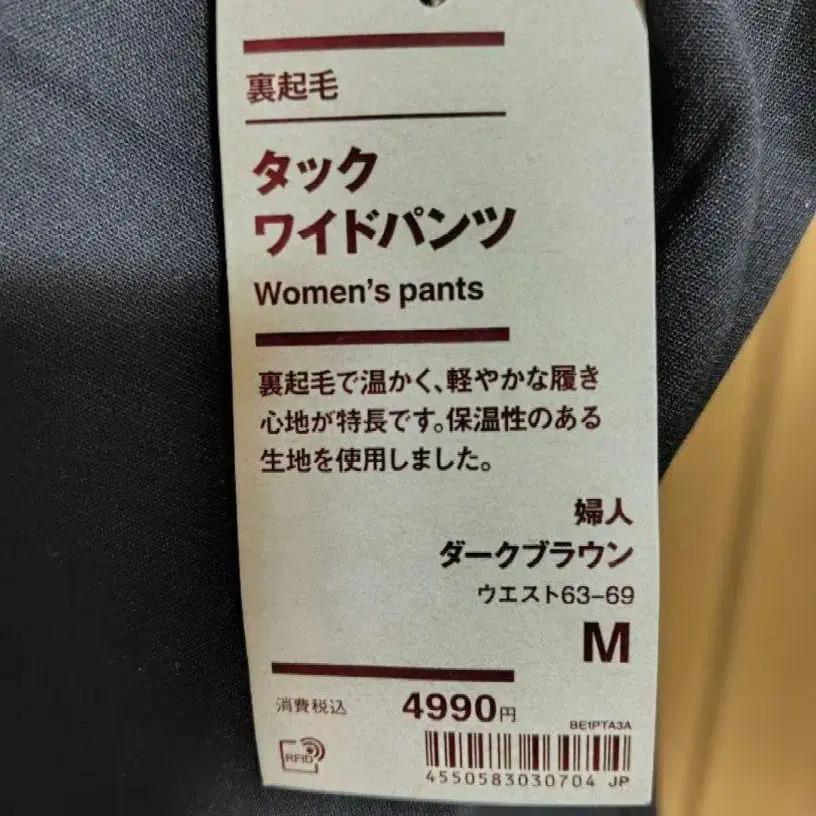 裏起毛
タック
ワイドパンツ
Women's pants
裏起毛で温かく、軽やかな履き
心地が特長です。保温性のある
生地を使用しました。
婦人
ダークブラウン
ウエスト63-69
M
消費税込 4990円
BE1PTA3A
RFID
4550583030704 JP